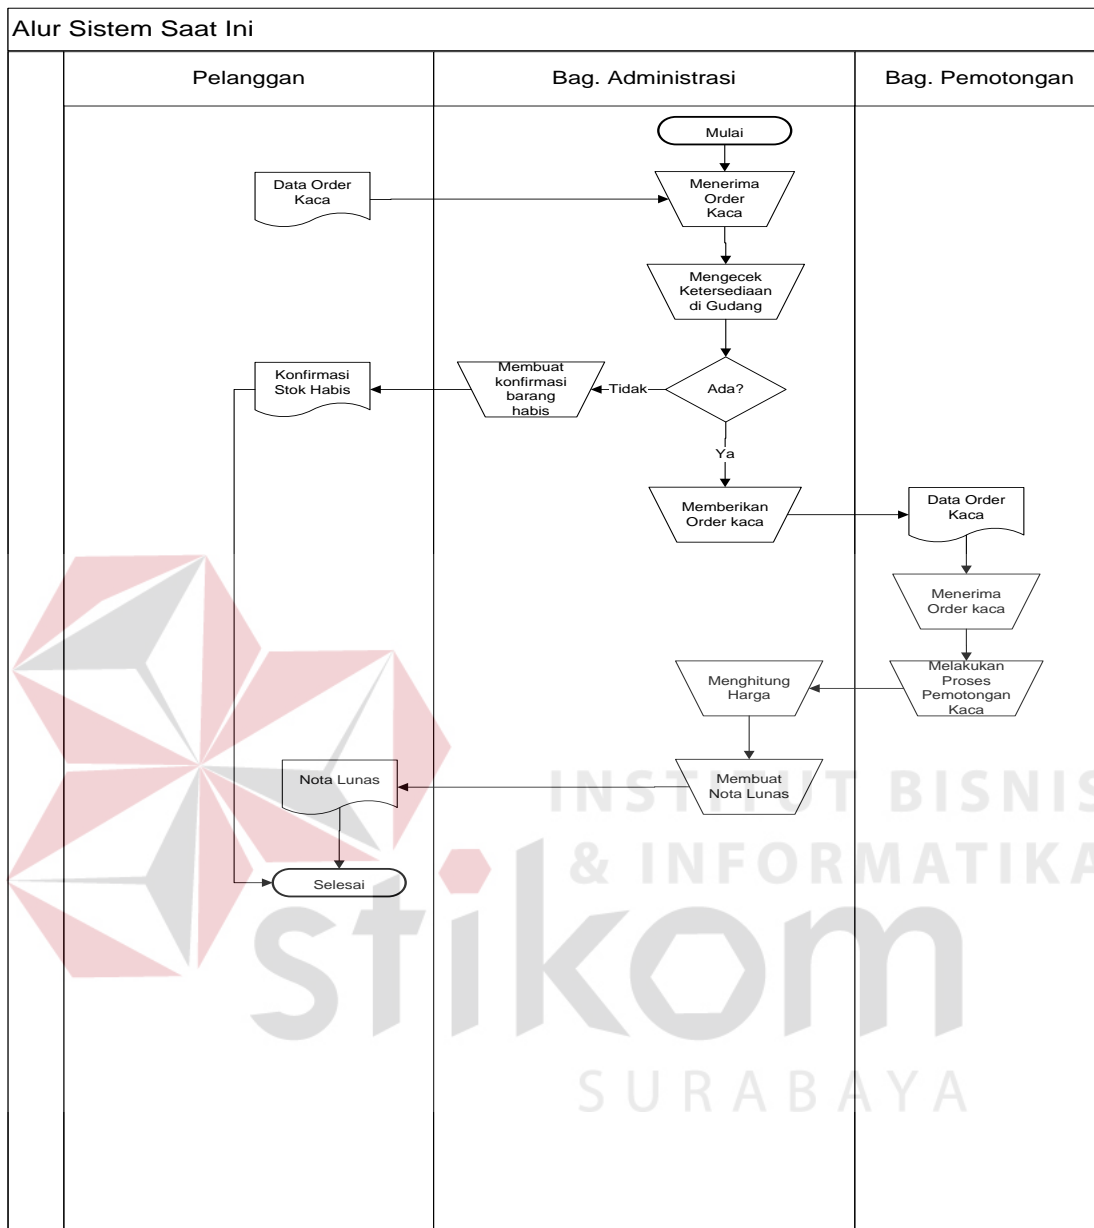 Alur Sistem Saat Ini
Pelanggan
Bag. Administrasi
Bag. Pemotongan
Mulai
Data Order
Kaca
Menerima
Order
Kaca
Mengecek
Ketersediaan
di Gudang
Konfirmasi
Stok Habis
Membuat
konfirmasi
barang
habis
Tidak
Ada?
Ya
Memberikan
Order kaca
Data Order
Kaca
Menerima
Order kaca
Menghitung
Harga
Melakukan
Proses
Pemotongan
Kaca
Nota Lunas
Membuat
Nota Lunas
Selesai
INSTITUT BISNIS
& INFORMATIKA
stikom
SURABAYA